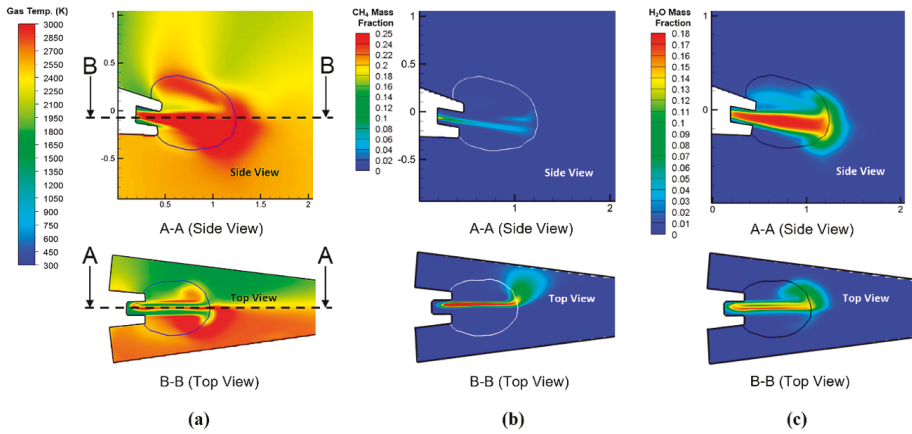 Gas Temp. (K)
3000
2850
2700
2550
2400
2250
2100
1950
1800
1650
1500
1350
1200
1050
900
750
600
450
300
B
B
0.5
0
-0.5
0.5
1
1.5
2
Side View
A-A (Side View)
A
A
Top View
B-B (Top View)
(a)
CH4 Mass
Fraction
0.25
0.26
0.22
0.2
0.18
0.16
0.14
0.12
0.1
0.08
0.06
0.04
0.02
0
1
0.5
0
-0.5
0
1
2
Side View
A-A (Side View)
Top View
B-B (Top View)
(b)
H2O Mass
Fraction
0.18
0.17
0.16
0.15
0.14
0.13
0.12
0.11
0.1
0.09
0.08
0.07
0.06
0.05
0.04
0.03
0.02
0.01
0
1
0
0
1
2
Side View
A-A (Side View)
Top View
B-B (Top View)
(c)